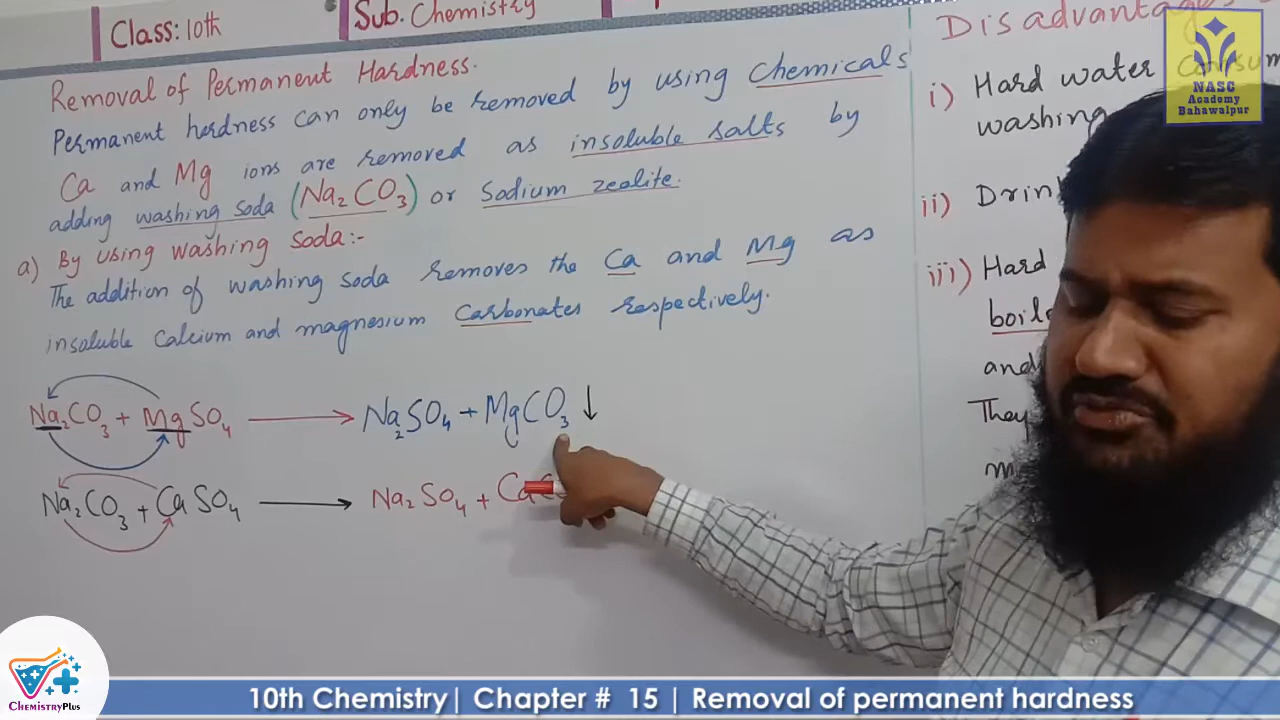 Class: 10th
Sub. Chemistry
Removal of Permanent Hardness.
Permanent hardness can only be removed by using Chemicals
Ca and Mg ions are removed as insoluble salts by
adding washing soda (Na₂CO₃) or Sodium zeolite.
a) By using washing Soda:-
The addition of washing soda removes the Ca and Mg as
insoluble Calcium and magnesium Carbonates respectively.
Na₂CO₃ + MgSO₄ ⟶ Na₂SO₄ + MgCO₃ ↓
Na₂CO₃ + CaSO₄ ⟶ Na₂SO₄ + Ca
Disadvantages
i) Hard water
washing
ii)
iii) Hard
and
They
NASC
Academy
Bahawalpur
CHEMISTRYPLUS
10th Chemistry| Chapter # 15 | Removal of permanent hardness